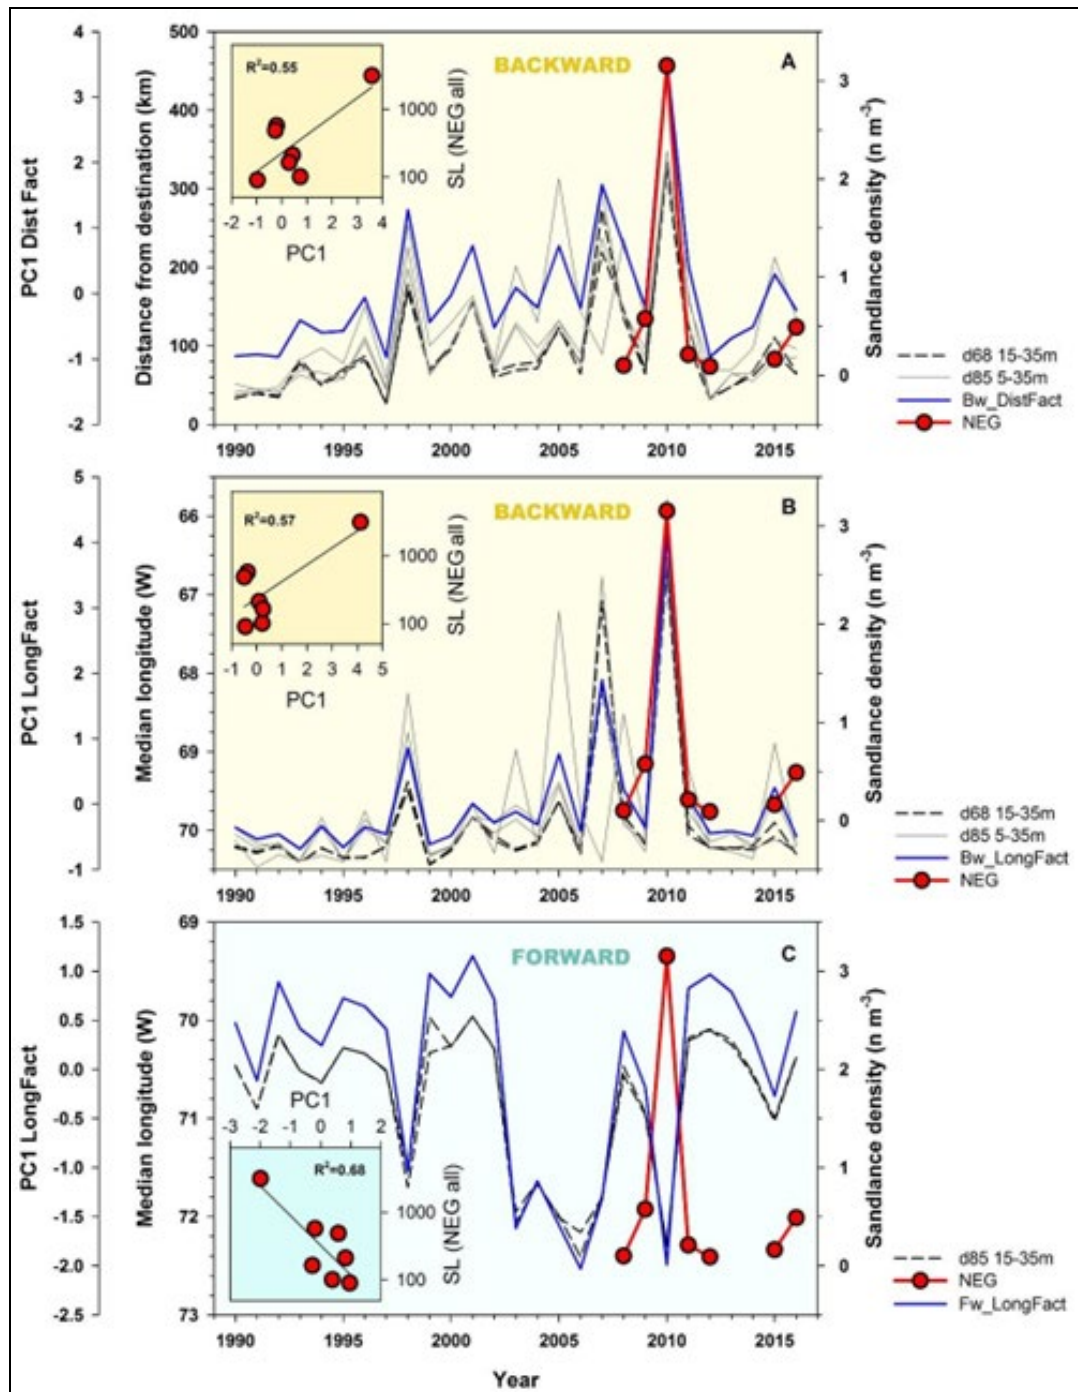 BACKWARD
A
R²=0.55
SL (NEG all)
1000
100
-2 -1 0 1 2 3 4
PC1
PC1 Dist Fact
4
3
2
1
0
-1
-2
Distance from destination (km)
500
400
300
200
100
0
Sandlance density (n m⁻³)
3
2
1
0
1990 1995 2000 2005 2010 2015
d68 15-35m
d85 5-35m
Bw_DistFact
NEG
BACKWARD
B
R²=0.57
SL (NEG all)
1000
100
-1 0 1 2 3 4 5
PC1
PC1 LongFact
5
4
3
2
1
0
-1
Median longitude (W)
66
67
68
69
70
Sandlance density (n m⁻³)
3
2
1
0
1990 1995 2000 2005 2010 2015
d68 15-35m
d85 5-35m
Bw_LongFact
NEG
FORWARD
C
PC1
-3 -2 -1 0 1 2
R²=0.68
SL (NEG all)
1000
100
PC1 LongFact
1.5
1.0
0.5
0.0
-0.5
-1.0
-1.5
-2.0
-2.5
Median longitude (W)
69
70
71
72
73
Sandlance density (n m⁻³)
3
2
1
0
1990 1995 2000 2005 2010 2015
Year
d85 15-35m
NEG
Fw_LongFact